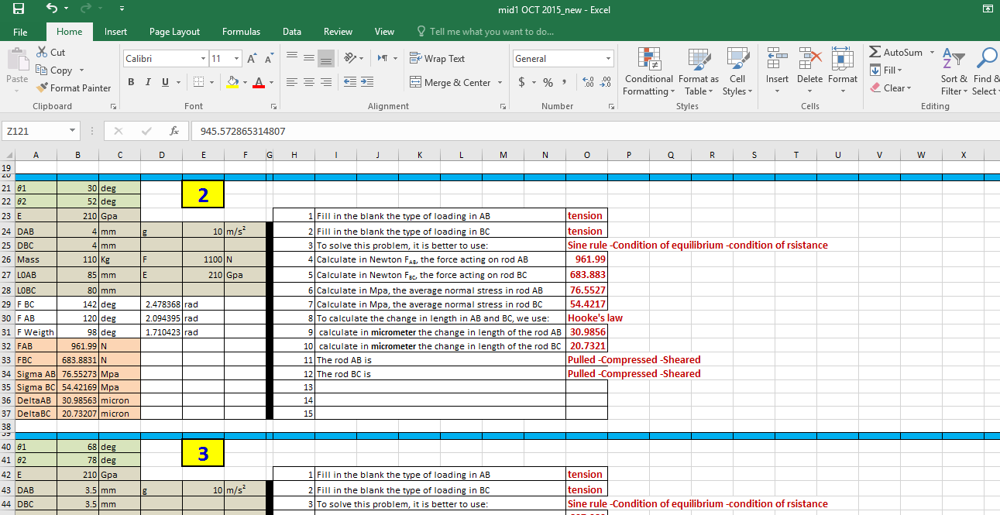 mid1 OCT 2015_new - Excel
File Home Insert Page Layout Formulas Data Review View Tell me what you want to do...
Paste Cut Copy Format Painter
Calibri 11 A A
B I U A
Wrap Text
Merge & Center
General
$ % , .0 .00
Conditional Formatting Format as Table Cell Styles
Insert Delete Format
AutoSum Fill Clear
Sort & Filter Find & Select
Clipboard Font Alignment Number Styles Cells Editing
Z121 fx 945.572865314807
A B C D E F G H I J K L M N O P Q R S T U V W X
19
20
21 θ1 30 deg 2
22 θ2 52 deg
23 E 210 Gpa 1 Fill in the blank the type of loading in AB tension
24 DAB 4 mm g 10 m/s² 2 Fill in the blank the type of loading in BC tension
25 DBC 4 mm 3 To solve this problem, it is better to use: Sine rule -Condition of equilibrium -condition of rsistance
26 Mass 110 Kg F 1100 N 4 Calculate in Newton FAB, the force acting on rod AB 961.99
27 L0AB 85 mm E 210 Gpa 5 Calculate in Newton FBC, the force acting on rod BC 683.883
28 L0BC 80 mm 6 Calculate in Mpa, the average normal stress in rod AB 76.5527
29 F BC 142 deg 2.478368 rad 7 Calculate in Mpa, the average normal stress in rod BC 54.4217
30 F AB 120 deg 2.094395 rad 8 To calculate the change in length in AB and BC, we use: Hooke's law
31 F Weigth 98 deg 1.710423 rad 9 calculate in micrometer the change in length of the rod AB 30.9856
32 FAB 961.99 N 10 calculate in micrometer the change in length of the rod BC 20.7321
33 FBC 683.8831 N 11 The rod AB is Pulled -Compressed -Sheared
34 Sigma AB 76.55273 Mpa 12 The rod BC is Pulled -Compressed -Sheared
35 Sigma BC 54.42169 Mpa 13
36 DeltaAB 30.98563 micron 14
37 DeltaBC 20.73207 micron 15
38
39
40 θ1 68 deg 3
41 θ2 78 deg
42 E 210 Gpa 1 Fill in the blank the type of loading in AB tension
43 DAB 3.5 mm g 10 m/s² 2 Fill in the blank the type of loading in BC tension
44 DBC 3.5 mm 3 To solve this problem, it is better to use: Sine rule -Condition of equilibrium -condition of rsistance